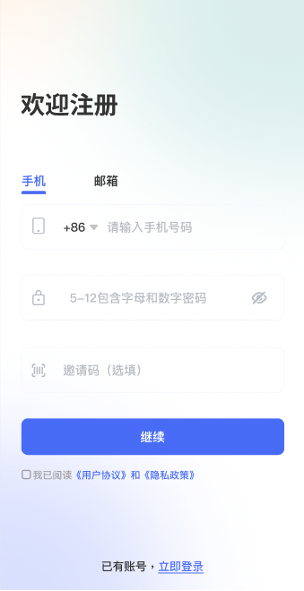 欢迎注册
手机 邮箱
+86 请输入手机号码
5-12包含字母和数字密码
邀请码（选填）
继续
我已阅读《用户协议》和《隐私政策》
已有账号，立即登录